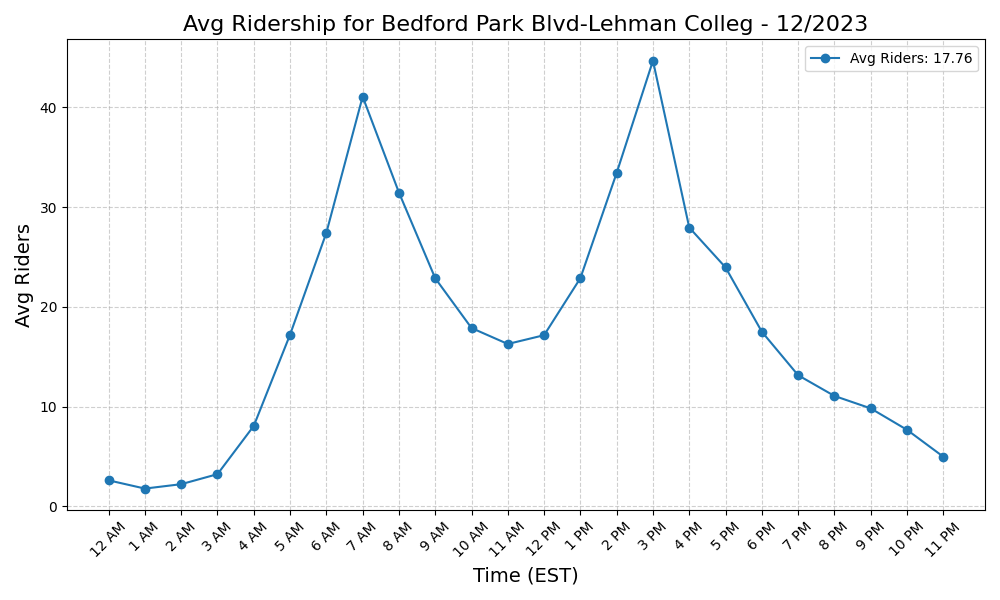 Avg Ridership for Bedford Park Blvd-Lehman Colleg - 12/2023
Avg Riders: 17.76
Avg Riders
40
30
20
10
0
12 AM
1 AM
2 AM
3 AM
4 AM
5 AM
6 AM
7 AM
8 AM
9 AM
10 AM
11 AM
12 PM
1 PM
2 PM
3 PM
4 PM
5 PM
6 PM
7 PM
8 PM
9 PM
10 PM
11 PM
Time (EST)